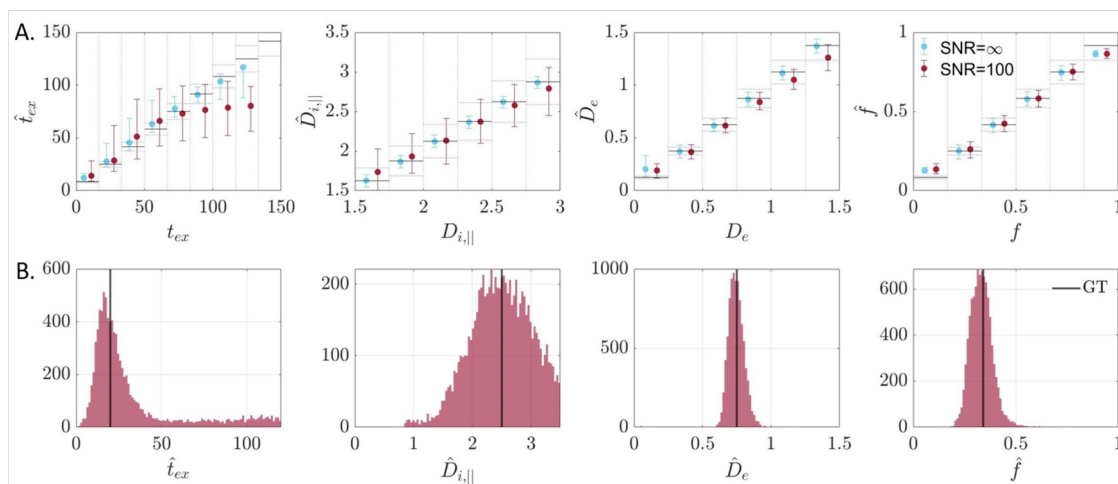 A.
150
100
50
0
t̂ex
0 50 100 150
tex
3.5
3
2.5
2
1.5
D̂i,||
1.5 2 2.5 3
Di,||
1.5
1
0.5
0
D̂e
0 0.5 1 1.5
De
1
0.5
0
f̂
0 0.5 1
f
SNR=∞
SNR=100
B.
600
400
200
0
0 50 100
t̂ex
200
100
0
0 1 2 3
D̂i,||
1000
500
0
0 0.5 1 1.5
D̂e
600
400
200
0
0 0.5 1
f̂
GT